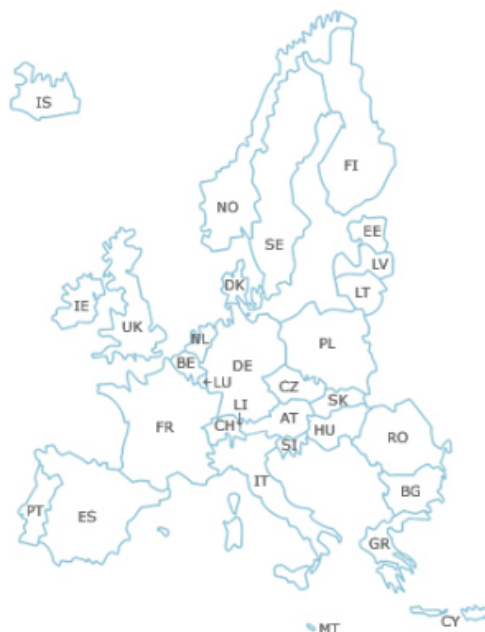 IS
FI
NO
SE
EE
LV
DK
LT
IE
UK
NL
PL
BE
DE
←LU
CZ
SK
LI
AT
FR
CH
HU
RO
SI
IT
BG
PT
ES
GR
CY
MT